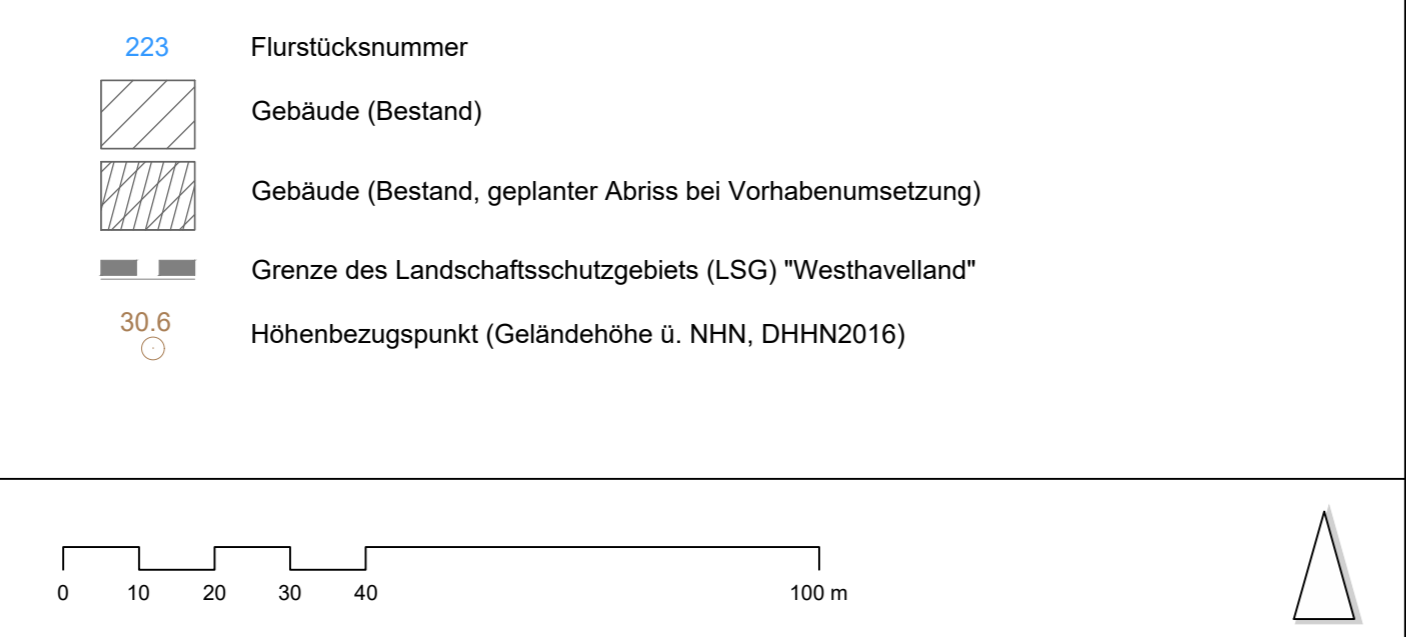 223 Flurstücksnummer
Gebäude (Bestand)
Gebäude (Bestand, geplanter Abriss bei Vorhabenumsetzung)
Grenze des Landschaftsschutzgebiets (LSG) "Westhavelland"
30.6 Höhenbezugspunkt (Geländehöhe ü. NHN, DHHN2016)
0 10 20 30 40 100 m